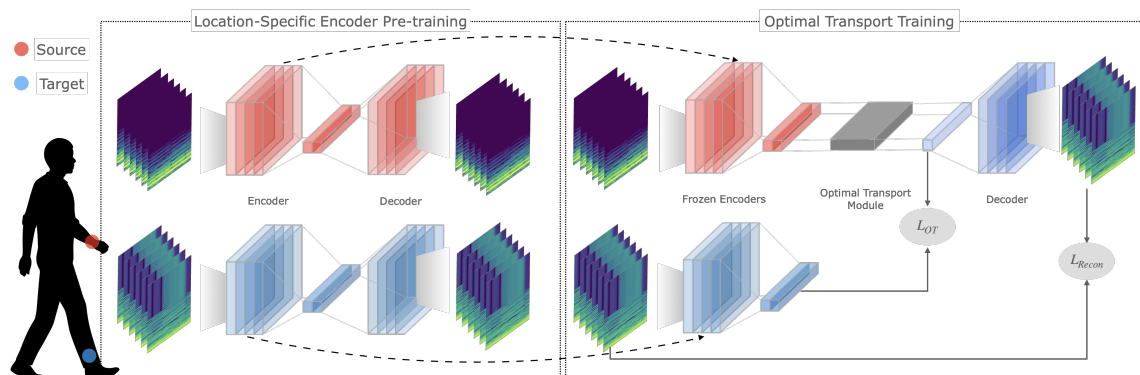 Location-Specific Encoder Pre-training
Optimal Transport Training
Source
Target
Encoder
Decoder
Frozen Encoders
Optimal Transport
Module
Decoder
L_OT
L_Recon